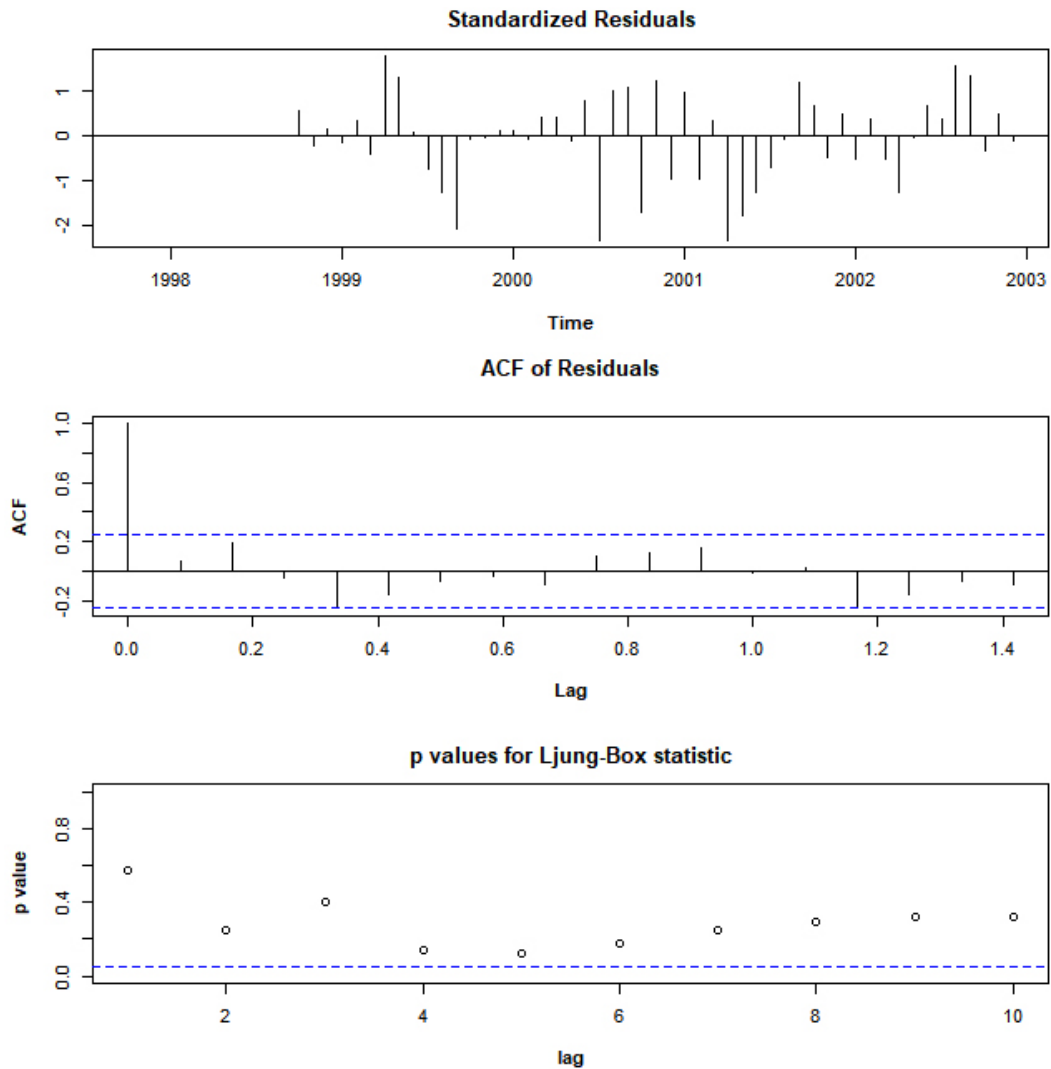 Standardized Residuals
1
0
-1
-2
1998 1999 2000 2001 2002 2003
Time
ACF of Residuals
ACF
1.0
0.6
0.2
-0.2
0.0 0.2 0.4 0.6 0.8 1.0 1.2 1.4
Lag
p values for Ljung-Box statistic
p value
0.8
0.4
0.0
2 4 6 8 10
lag